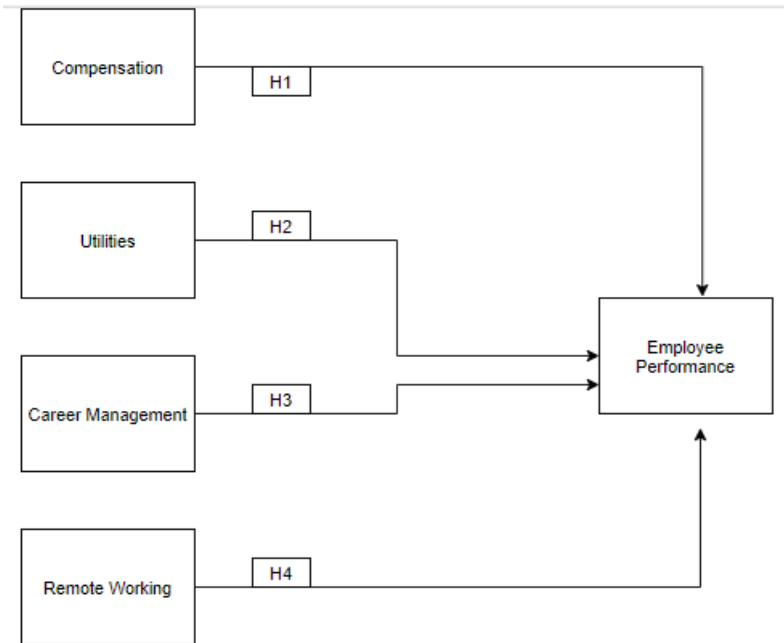 Compensation
H1
Utilities
H2
Employee
Performance
Career Management
H3
Remote Working
H4